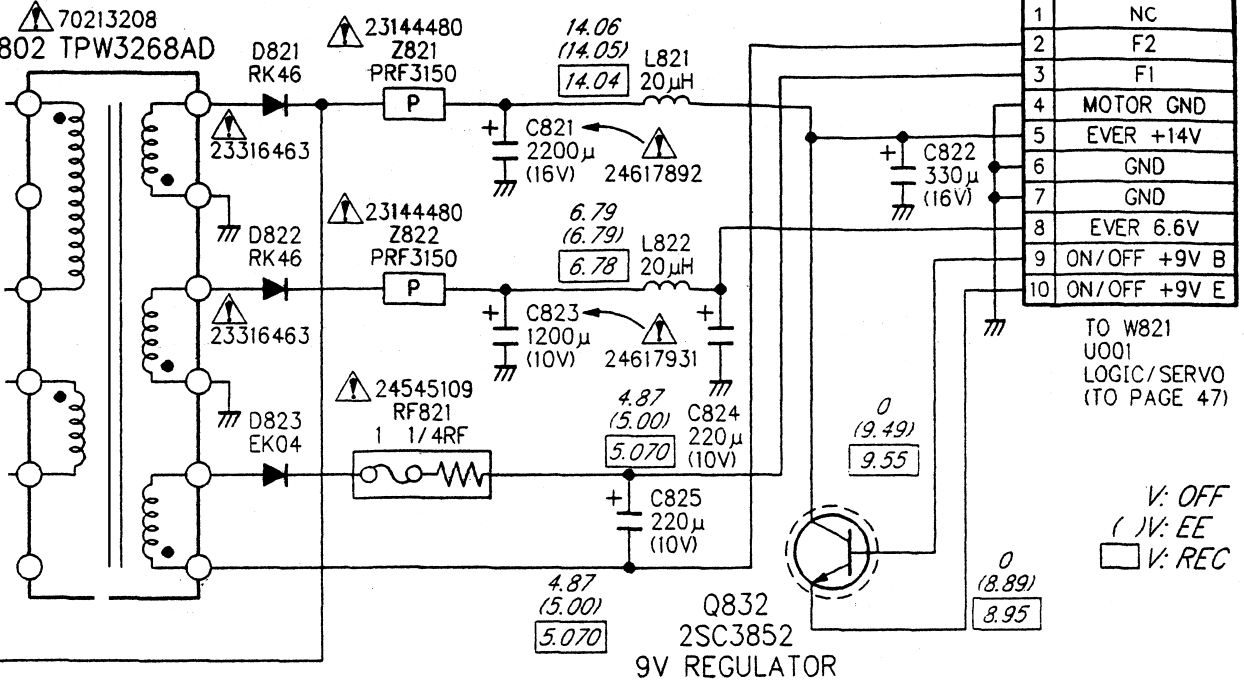 70213208
802 TPW3268AD
D821
RK46
23316463
23144480
Z821
PRF3150
P
14.06
(14.05)
14.04
L821
20μH
+ C821
2200μ
(16V)
24617892
+ C822
330μ
(16V)
1 NC
2 F2
3 F1
4 MOTOR GND
5 EVER +14V
6 GND
7 GND
8 EVER 6.6V
9 ON/OFF +9V B
10 ON/OFF +9V E
TO W821
U001
LOGIC/SERVO
(TO PAGE 47)
D822
RK46
23316463
23144480
Z822
PRF3150
P
6.79
(6.79)
6.78
L822
20μH
+ C823
1200μ
(10V)
24617931
+
C824
220μ
(10V)
D823
EK04
24545109
RF821
1 1/4RF
4.87
(5.00)
5.070
+ C825
220μ
(10V)
4.87
(5.00)
5.070
0
(9.49)
9.55
0
(8.89)
8.95
Q832
2SC3852
9V REGULATOR
V: OFF
( )V: EE
V: REC